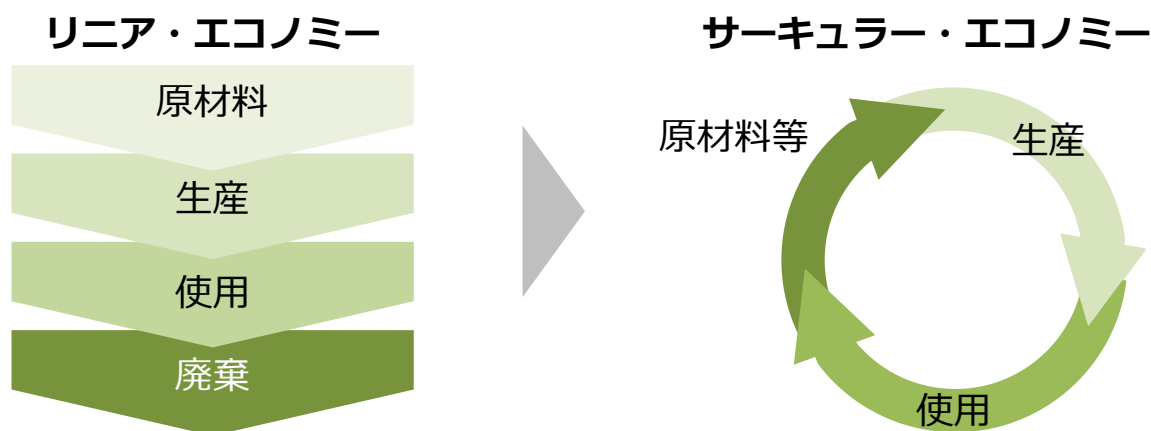 リニア・エコノミー
原材料
生産
使用
廃棄
サーキュラー・エコノミー
原材料等
生産
使用